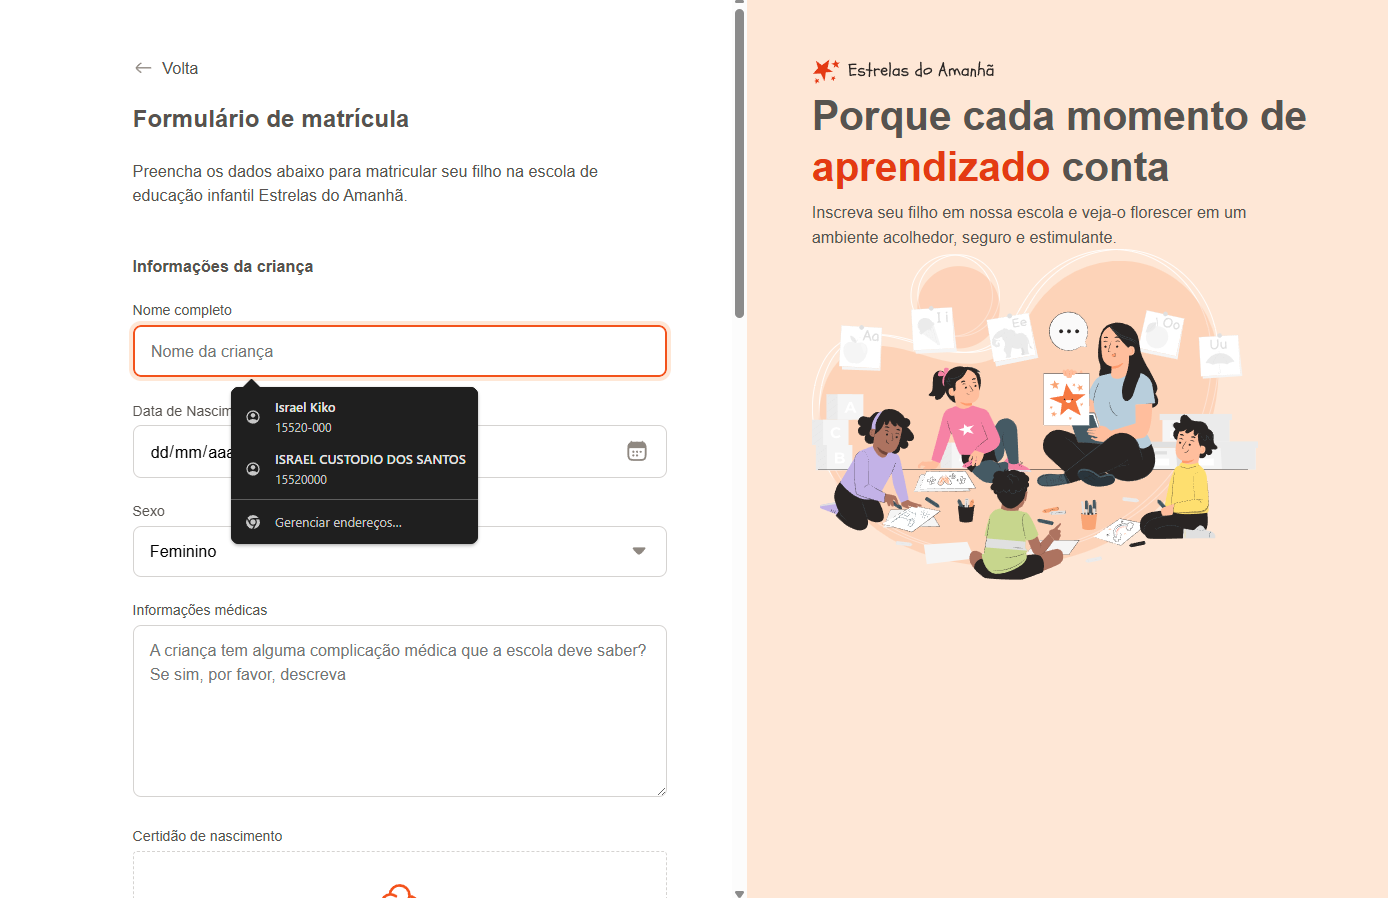 Volta
Formulário de matrícula
Preencha os dados abaixo para matricular seu filho na escola de
educação infantil Estrelas do Amanhã.
Informações da criança
Nome completo
Nome da criança
Israel Kiko
15520-000
ISRAEL CUSTODIO DOS SANTOS
15520000
Gerenciar endereços...
Data de Nascim
dd/mm/aaa
Sexo
Feminino
Informações médicas
A criança tem alguma complicação médica que a escola deve saber?
Se sim, por favor, descreva
Certidão de nascimento
Estrelas do Amanhã
Porque cada momento de
aprendizado conta
Inscreva seu filho em nossa escola e veja-o florescer em um
ambiente acolhedor, seguro e estimulante.
Aa
Ii
Ee
Oo
Uu
A
C
B